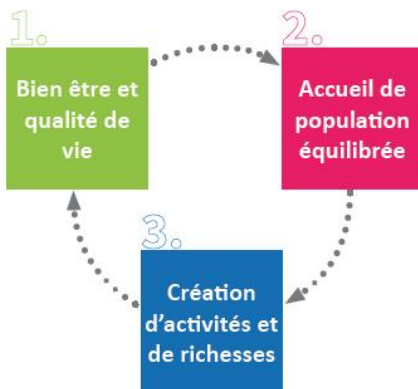 1.
Bien être et
qualité de
vie
2.
Accueil de
population
équilibrée
3.
Création
d’activités et
de richesses